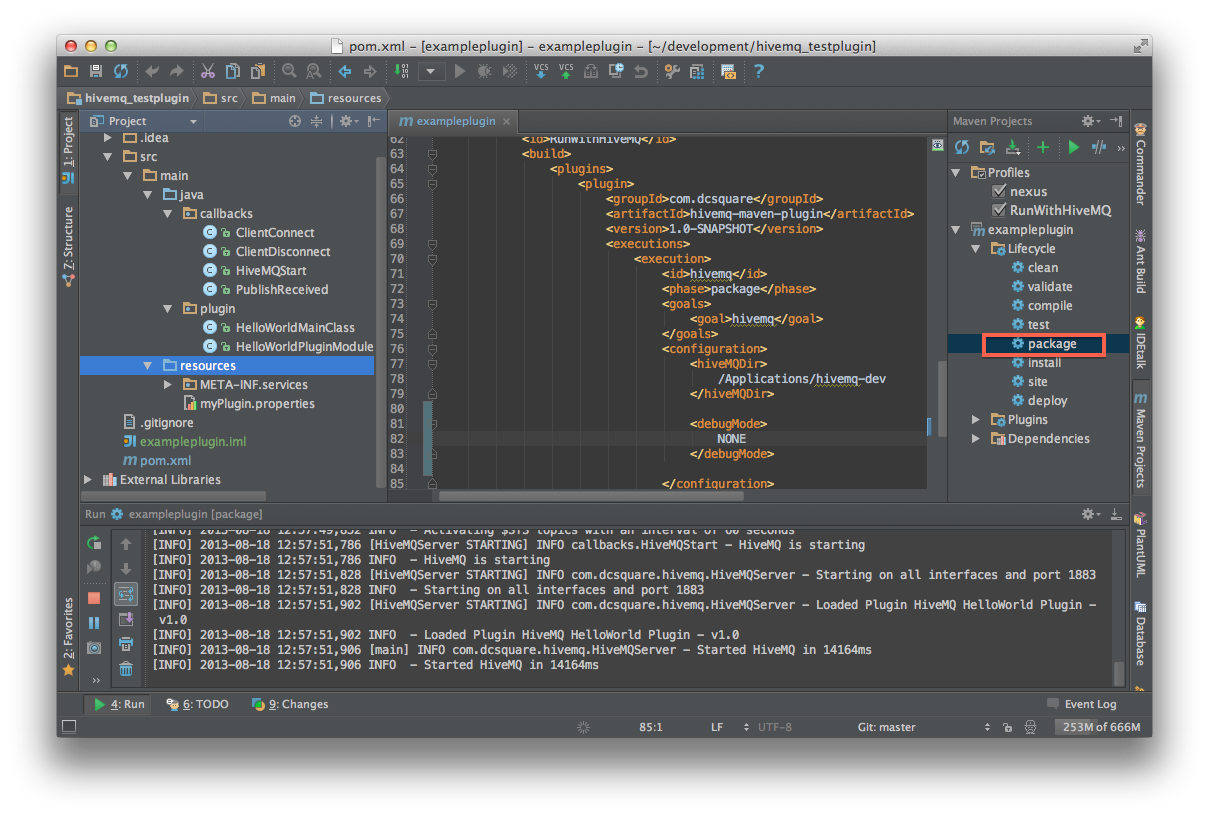 pom.xml – [exampleplugin] – exampleplugin – [~/development/hivemq_testplugin]
VCS VCS
hivemq_testplugin src main resources
1: Project
7: Structure
2: Favorites
Project
.idea
src
main
java
callbacks
ClientConnect
ClientDisconnect
HiveMQStart
PublishReceived
plugin
HelloWorldMainClass
HelloWorldPluginModule
resources
META-INF.services
myPlugin.properties
.gitignore
exampleplugin.iml
pom.xml
External Libraries
exampleplugin
62 <id>RunWithHiveMQ</id>
63 <build>
64 <plugins>
65 <plugin>
66 <groupId>com.dcsquare</groupId>
67 <artifactId>hivemq-maven-plugin</artifactId>
68 <version>1.0-SNAPSHOT</version>
69 <executions>
70 <execution>
71 <id>hivemq</id>
72 <phase>package</phase>
73 <goals>
74 <goal>hivemq</goal>
75 </goals>
76 <configuration>
77 <hiveMQDir>
78 /Applications/hivemq-dev
79 </hiveMQDir>
80
81 <debugMode>
82 NONE
83 </debugMode>
84
85 </configuration>
Maven Projects
Profiles
nexus
RunWithHiveMQ
exampleplugin
Lifecycle
clean
validate
compile
test
package
install
site
deploy
Plugins
Dependencies
Commander
Ant Build
IDEtalk
Maven Projects
PlantUML
Database
Run exampleplugin [package]
[INFO] 2013-08-18 12:57:49,852 INFO  - Activating $SYS topics with an interval of 60 seconds
[INFO] 2013-08-18 12:57:51,786 [HiveMQServer STARTING] INFO callbacks.HiveMQStart - HiveMQ is starting
[INFO] 2013-08-18 12:57:51,786 INFO  - HiveMQ is starting
[INFO] 2013-08-18 12:57:51,828 [HiveMQServer STARTING] INFO com.dcsquare.hivemq.HiveMQServer - Starting on all interfaces and port 1883
[INFO] 2013-08-18 12:57:51,828 INFO  - Starting on all interfaces and port 1883
[INFO] 2013-08-18 12:57:51,902 [HiveMQServer STARTING] INFO com.dcsquare.hivemq.HiveMQServer - Loaded Plugin HiveMQ HelloWorld Plugin -
v1.0
[INFO] 2013-08-18 12:57:51,902 INFO  - Loaded Plugin HiveMQ HelloWorld Plugin - v1.0
[INFO] 2013-08-18 12:57:51,906 [main] INFO com.dcsquare.hivemq.HiveMQServer - Started HiveMQ in 14164ms
[INFO] 2013-08-18 12:57:51,906 INFO  - Started HiveMQ in 14164ms
4: Run 6: TODO 9: Changes Event Log
85:1 LF UTF-8 Git: master 253M of 666M